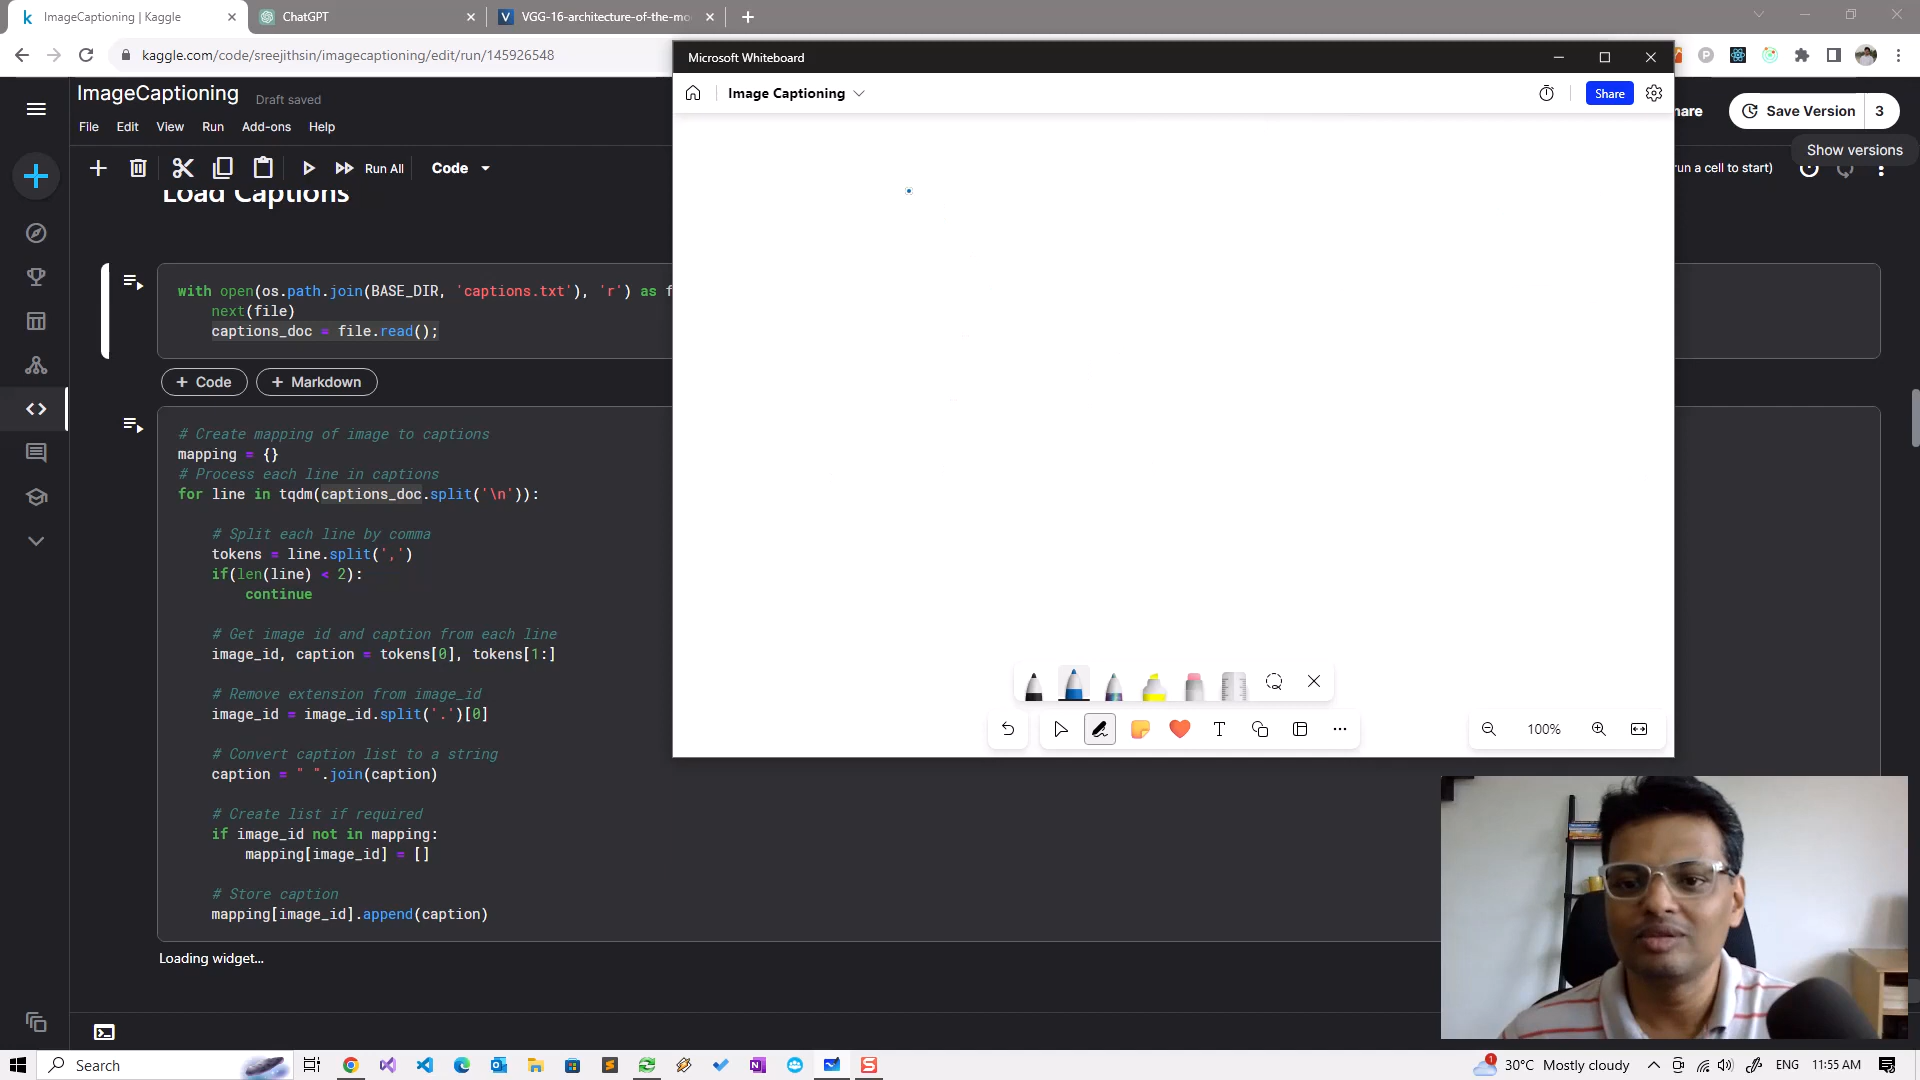 ImageCaptioning | Kaggle
ChatGPT
VGG-16-architecture-of-the-mo
kaggle.com/code/sreejithsin/imagecaptioning/edit/run/145926548
ImageCaptioning
Draft saved
File Edit View Run Add-ons Help
Run All
Code
Load Captions
with open(os.path.join(BASE_DIR, 'captions.txt'), 'r') as f
next(file)
captions_doc = file.read();
+ Code
+ Markdown
# Create mapping of image to captions
mapping = {}
# Process each line in captions
for line in tqdm(captions_doc.split('\n')):
# Split each line by comma
tokens = line.split(',')
if(len(line) < 2):
continue
# Get image id and caption from each line
image_id, caption = tokens[0], tokens[1:]
# Remove extension from image_id
image_id = image_id.split('.')[0]
# Convert caption list to a string
caption = " ".join(caption)
# Create list if required
if image_id not in mapping:
mapping[image_id] = []
# Store caption
mapping[image_id].append(caption)
Loading widget...
Microsoft Whiteboard
Image Captioning
Share
100%
are
Save Version
3
Show versions
un a cell to start)
Search
1
30°C Mostly cloudy
ENG
11:55 AM